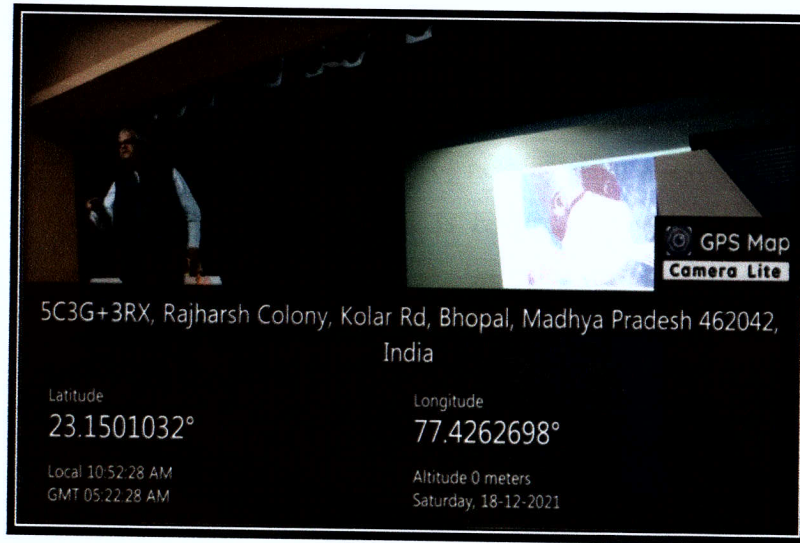 GPS Map
Camera Lite
5C3G+3RX, Rajharsh Colony, Kolar Rd, Bhopal, Madhya Pradesh 462042,
India
Latitude
23.1501032°
Longitude
77.4262698°
Local 10:52:28 AM
GMT 05:22:28 AM
Altitude 0 meters
Saturday, 18-12-2021